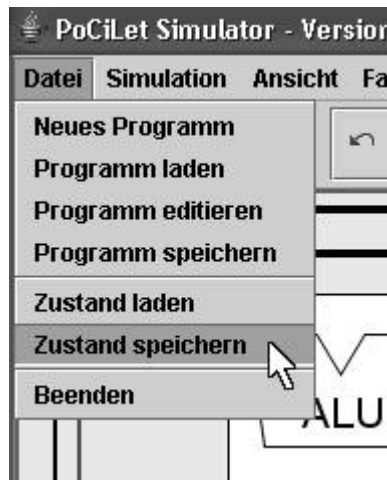 PoCiLet Simulator - Version
Datei Simulation Ansicht Fa
Neues Programm
Programm laden
Programm editieren
Programm speichern
Zustand laden
Zustand speichern
Beenden
ALU